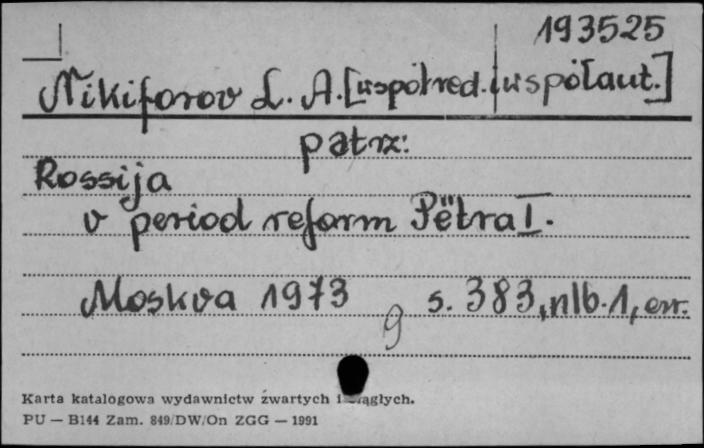 193525
Nikiforov L. A. [współred. i współaut.]
patrz:
Rossija
v period reform Pëtra I.
Moskva 1973 s. 383, nlb. 1, err.
9
Karta katalogowa wydawnictw zwartych i ciągłych.
PU — B144 Zam. 849/DW/On ZGG — 1991